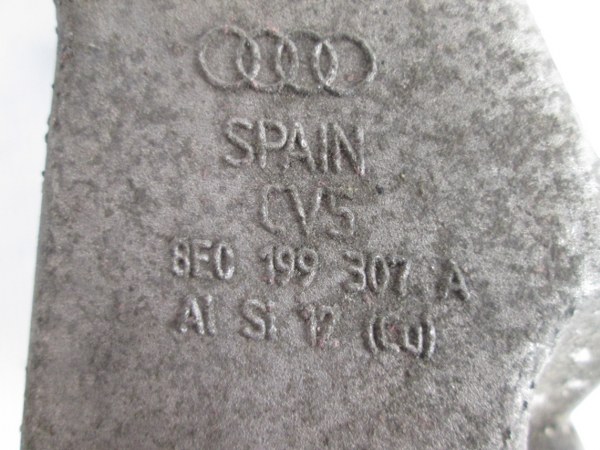 SPAIN
CV5
8E0 199 307 A
Al Si 12 (Cu)